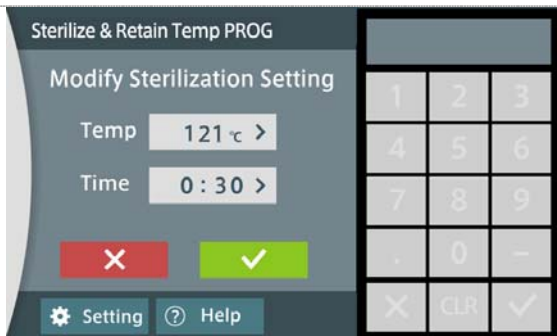 Sterilize & Retain Temp PROG
Modify Sterilization Setting
Temp 121 °C >
Time 0:30 >
Setting ? Help
1 2 3
4 5 6
7 8 9
. 0 −
X CLR ✓